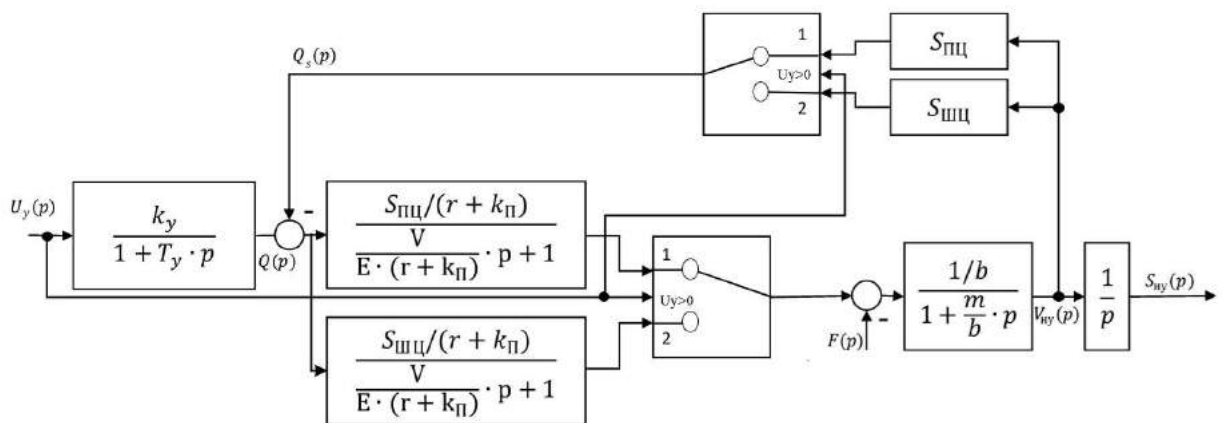 Q_s(p)
1
Uy>0
2
S_ПЦ
S_ШЦ
U_y(p)
k_y
1 + T_y · p
Q(p)
-
S_ПЦ/(r + k_П)
V
E · (r + k_П) · p + 1
S_ШЦ/(r + k_П)
V
E · (r + k_П) · p + 1
1
Uy>0
2
-
F(p)
1/b
1 + m/b · p
V_ну(p)
1
p
S_ну(p)